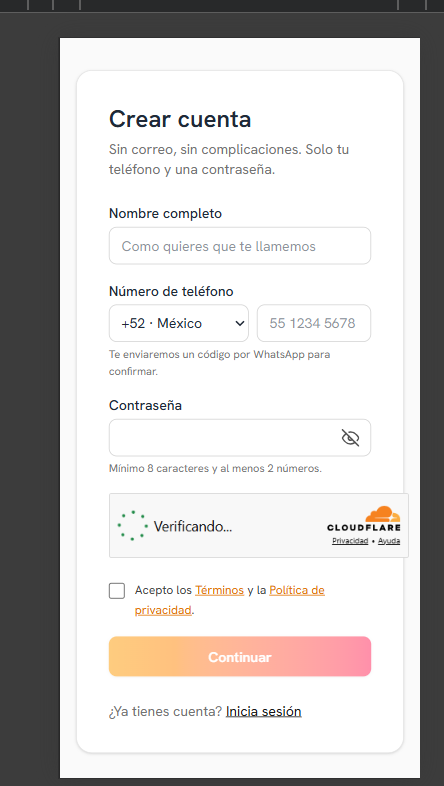 Crear cuenta
Sin correo, sin complicaciones. Solo tu
teléfono y una contraseña.
Nombre completo
Como quieres que te llamemos
Número de teléfono
+52 · México
55 1234 5678
Te enviaremos un código por WhatsApp para
confirmar.
Contraseña
Mínimo 8 caracteres y al menos 2 números.
Verificando...
CLOUDFLARE
Privacidad • Ayuda
Acepto los Términos y la Política de
privacidad.
Continuar
¿Ya tienes cuenta? Inicia sesión